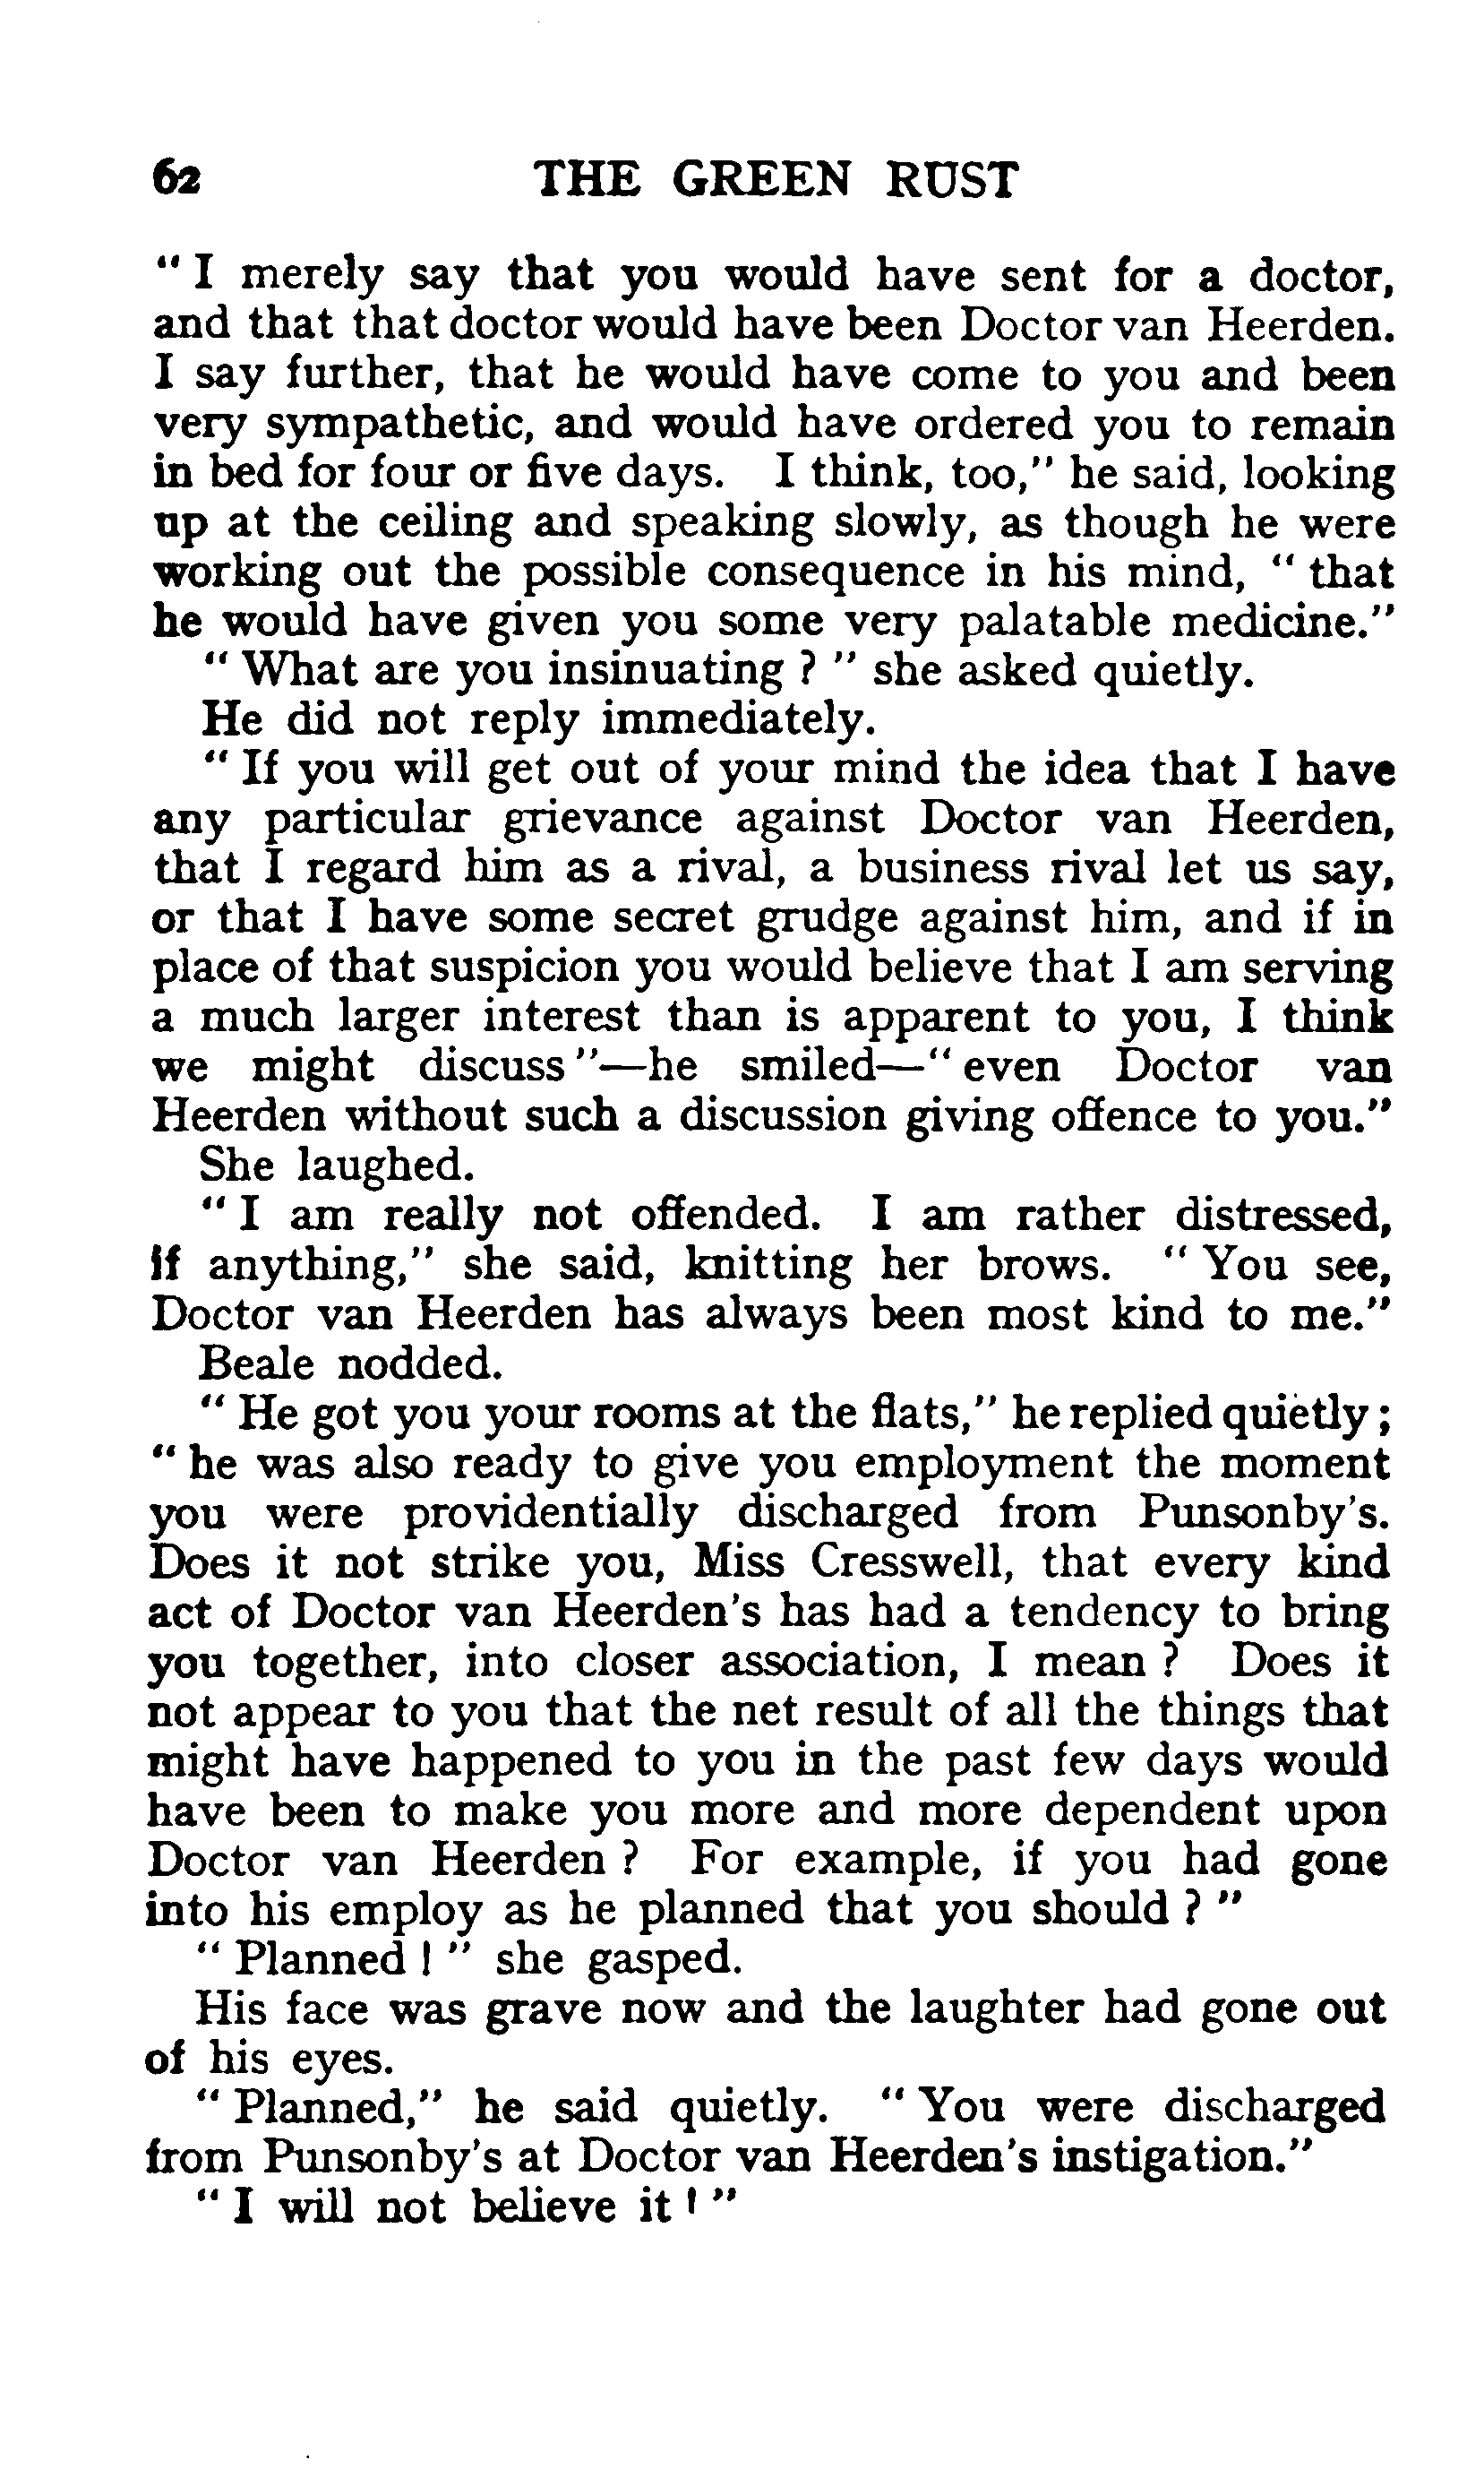 62 THE GREEN RUST
" I merely say that you would have sent for a doctor,
and that that doctor would have been Doctor van Heerden.
I say further, that he would have come to you and been
very sympathetic, and would have ordered you to remain
in bed for four or five days. I think, too," he said, looking
up at the ceiling and speaking slowly, as though he were
working out the possible consequence in his mind, " that
he would have given you some very palatable medicine."
" What are you insinuating ? " she asked quietly.
He did not reply immediately.
" If you will get out of your mind the idea that I have
any particular grievance against Doctor van Heerden,
that I regard him as a rival, a business rival let us say,
or that I have some secret grudge against him, and if in
place of that suspicion you would believe that I am serving
a much larger interest than is apparent to you, I think
we might discuss "—he smiled—" even Doctor van
Heerden without such a discussion giving offence to you."
She laughed.
" I am really not offended. I am rather distressed,
if anything," she said, knitting her brows. " You see,
Doctor van Heerden has always been most kind to me."
Beale nodded.
" He got you your rooms at the flats," he replied quietly ;
" he was also ready to give you employment the moment
you were providentially discharged from Punsonby's.
Does it not strike you, Miss Cresswell, that every kind
act of Doctor van Heerden's has had a tendency to bring
you together, into closer association, I mean ? Does it
not appear to you that the net result of all the things that
might have happened to you in the past few days would
have been to make you more and more dependent upon
Doctor van Heerden ? For example, if you had gone
into his employ as he planned that you should ? "
" Planned ! " she gasped.
His face was grave now and the laughter had gone out
of his eyes.
" Planned," he said quietly. " You were discharged
from Punsonby's at Doctor van Heerden's instigation."
" I will not believe it ! "